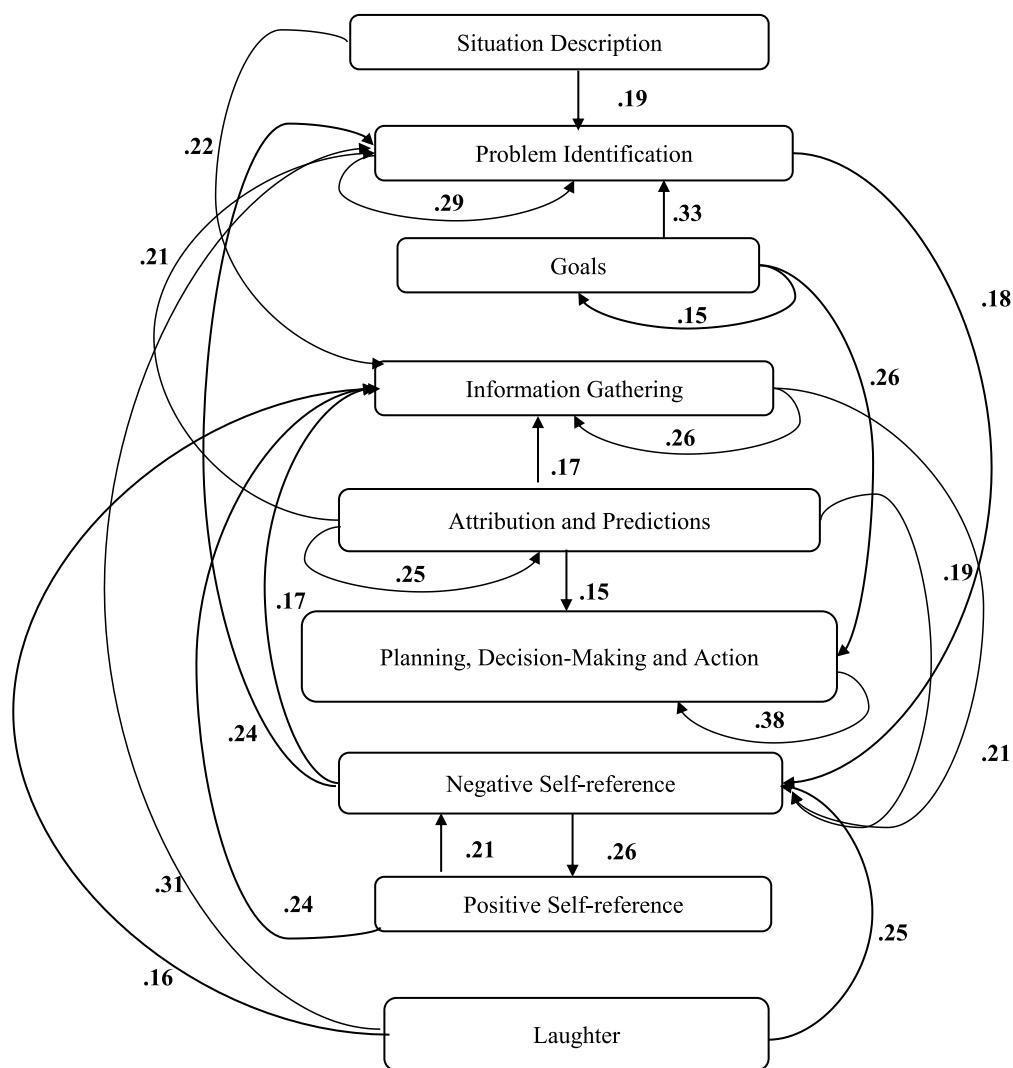 Situation Description
.19
.22
Problem Identification
.29
.33
.21
Goals
.15
.18
.26
Information Gathering
.26
.17
Attribution and Predictions
.25
.15
.17
.19
Planning, Decision-Making and Action
.38
.24
.21
Negative Self-reference
.21
.26
.31
.24
Positive Self-reference
.25
.16
Laughter